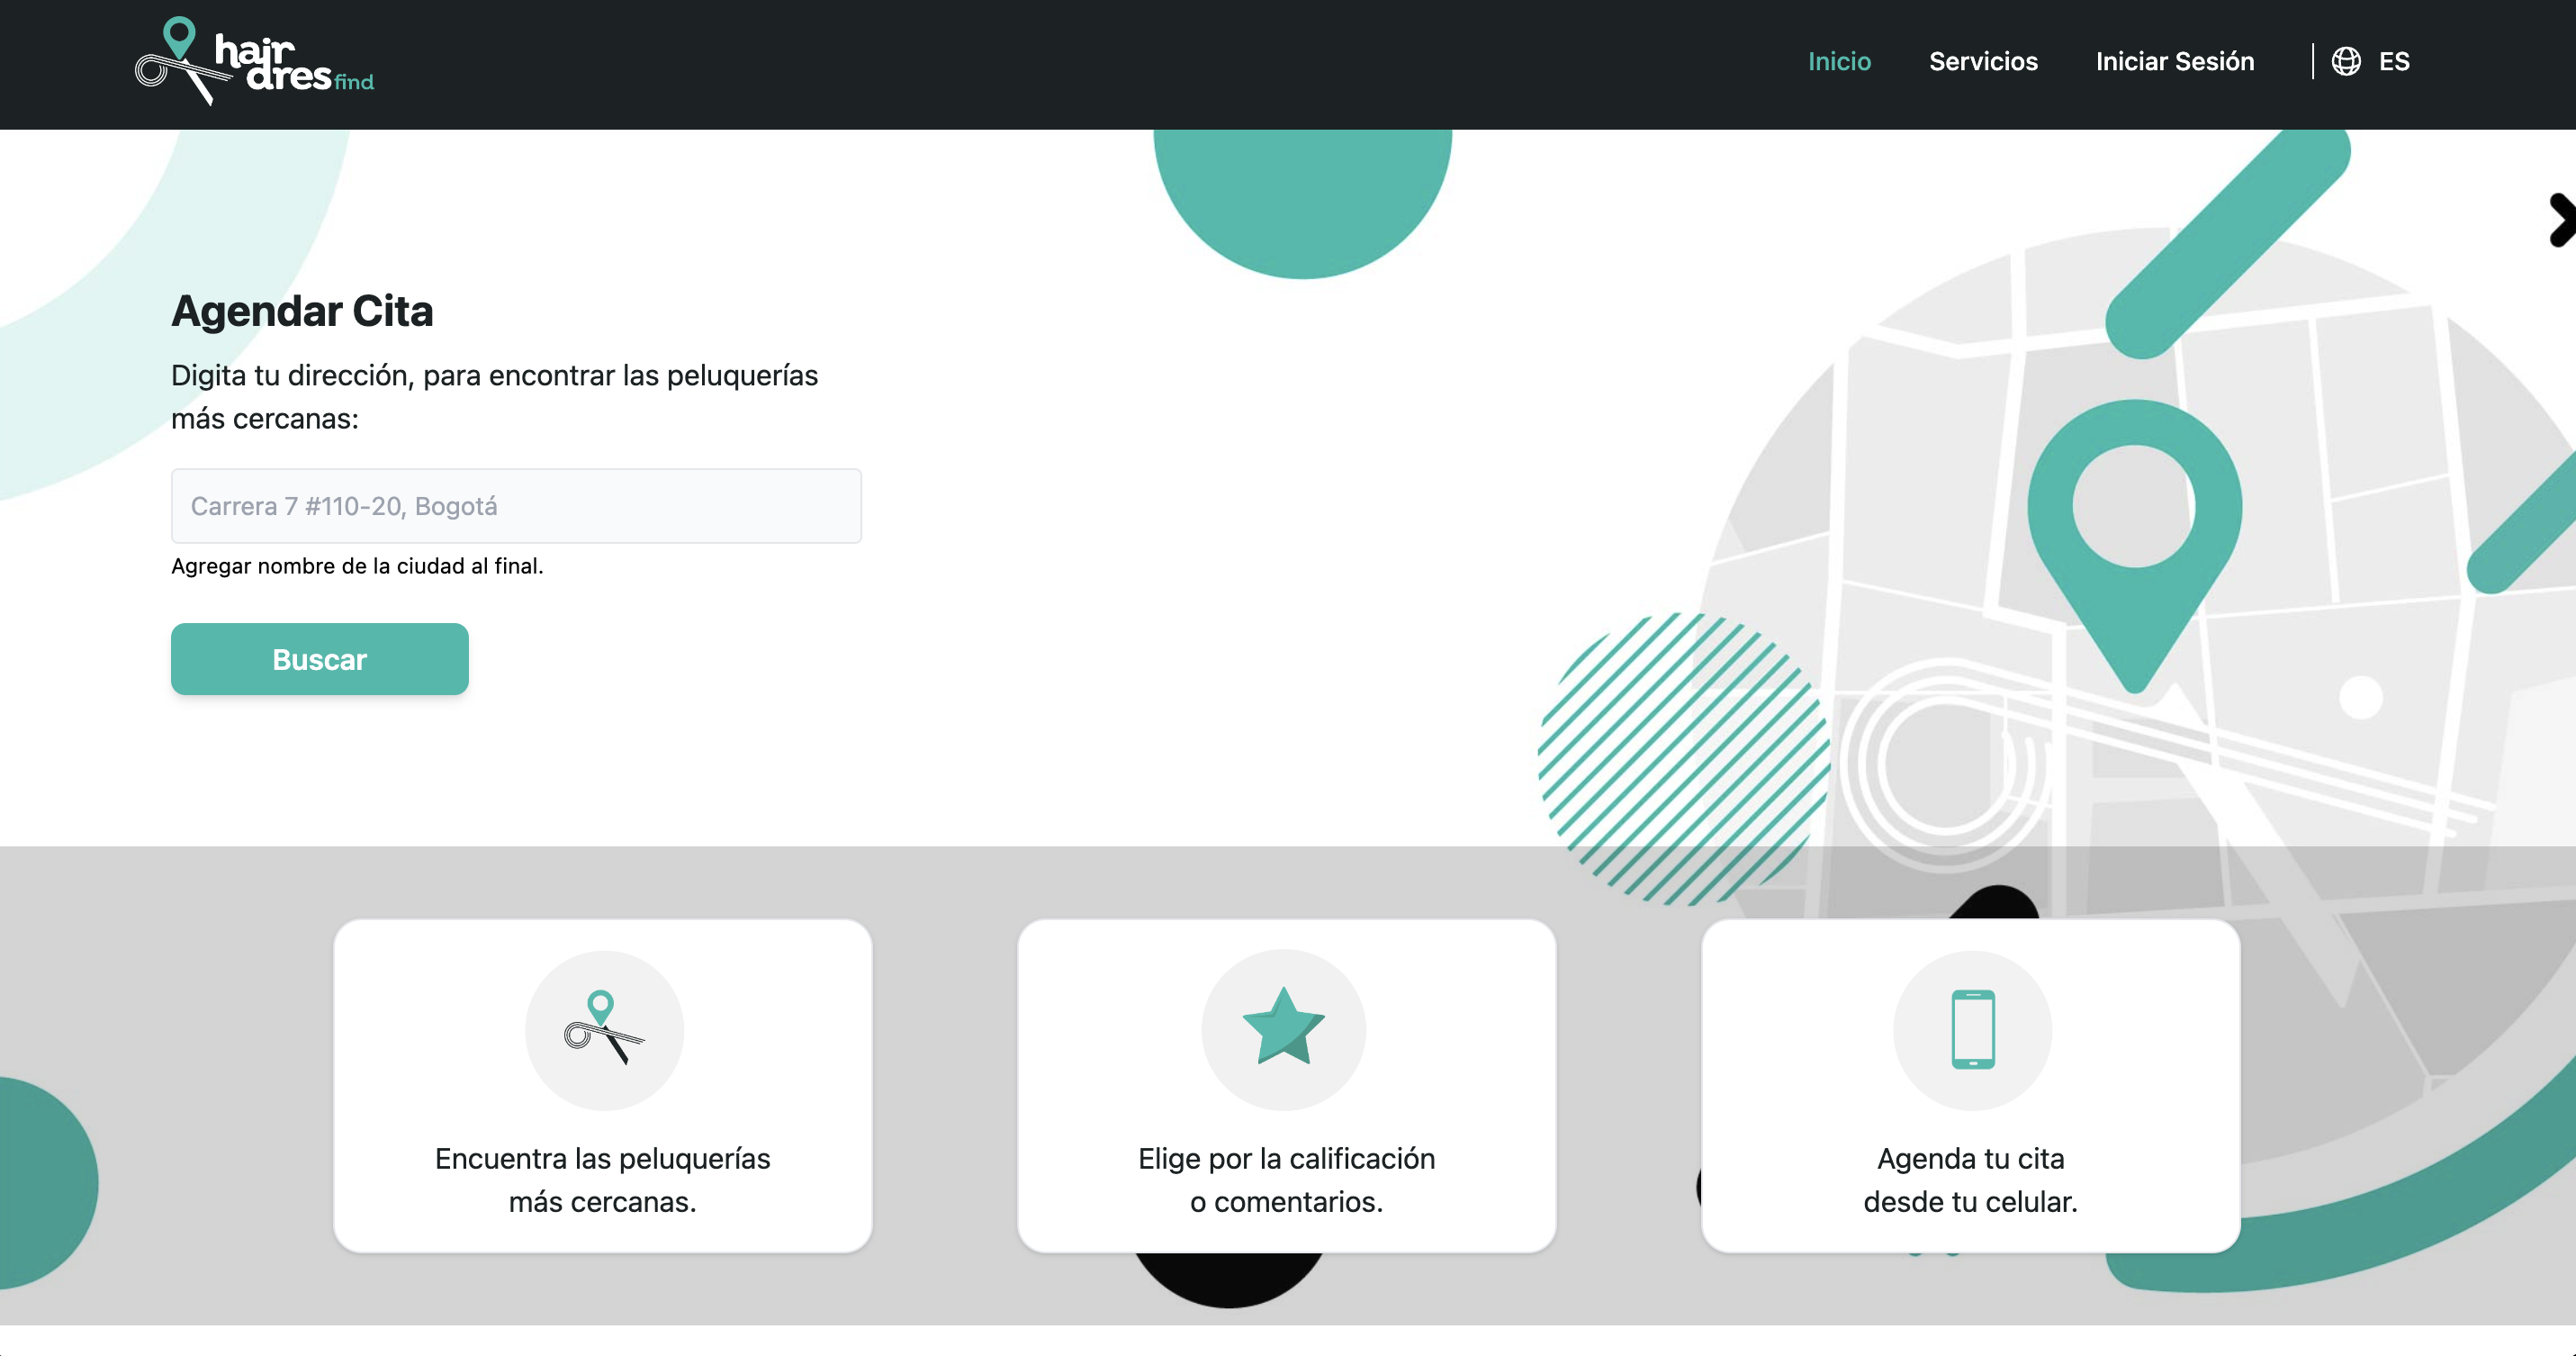 hair
dres find
Inicio
Servicios
Iniciar Sesión
ES
Agendar Cita
Digita tu dirección, para encontrar las peluquerías
más cercanas:
Carrera 7 #110-20, Bogotá
Agregar nombre de la ciudad al final.
Buscar
Encuentra las peluquerías
más cercanas.
Elige por la calificación
o comentarios.
Agenda tu cita
desde tu celular.